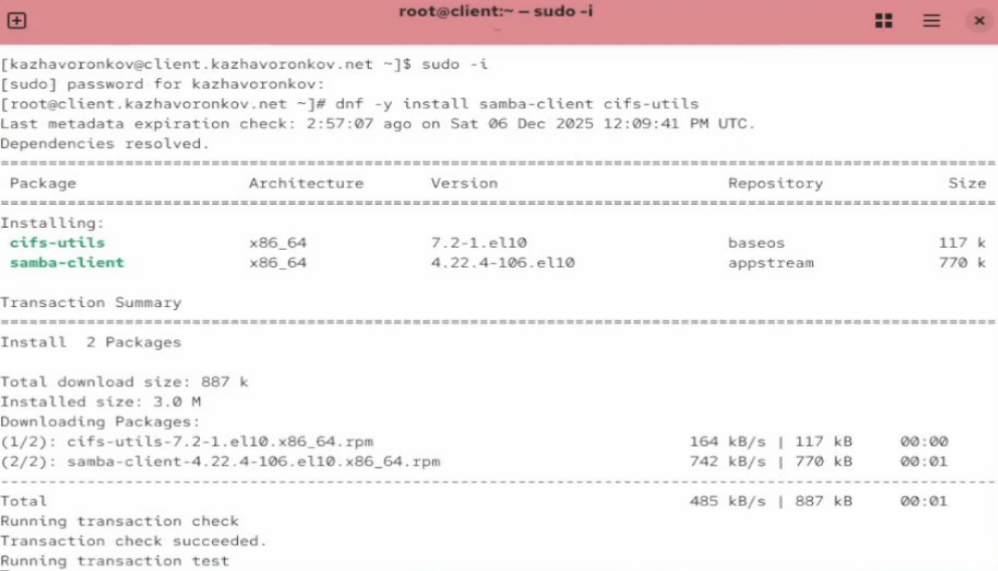 root@client:~ — sudo -i
[kazhavoronkov@client.kazhavoronkov.net ~]$ sudo -i
[sudo] password for kazhavoronkov:
[root@client.kazhavoronkov.net ~]# dnf -y install samba-client cifs-utils
Last metadata expiration check: 2:57:07 ago on Sat 06 Dec 2025 12:09:41 PM UTC.
Dependencies resolved.
================================================================================
Package Architecture Version Repository Size
================================================================================
Installing:
cifs-utils x86_64 7.2-1.el10 baseos 117 k
samba-client x86_64 4.22.4-106.el10 appstream 770 k
Transaction Summary
================================================================================
Install 2 Packages
Total download size: 887 k
Installed size: 3.0 M
Downloading Packages:
(1/2): cifs-utils-7.2-1.el10.x86_64.rpm 164 kB/s | 117 kB 00:00
(2/2): samba-client-4.22.4-106.el10.x86_64.rpm 742 kB/s | 770 kB 00:01
--------------------------------------------------------------------------------
Total 485 kB/s | 887 kB 00:01
Running transaction check
Transaction check succeeded.
Running transaction test